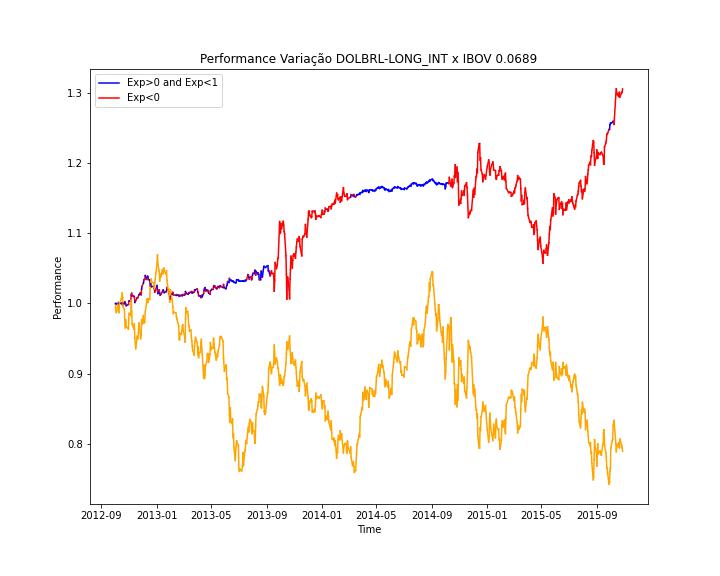 Performance Variação DOLBRL-LONG_INT x IBOV 0.0689
Exp>0 and Exp<1
Exp<0
1.3
1.2
1.1
1.0
0.9
0.8
Performance
2012-09 2013-01 2013-05 2013-09 2014-01 2014-05 2014-09 2015-01 2015-05 2015-09
Time